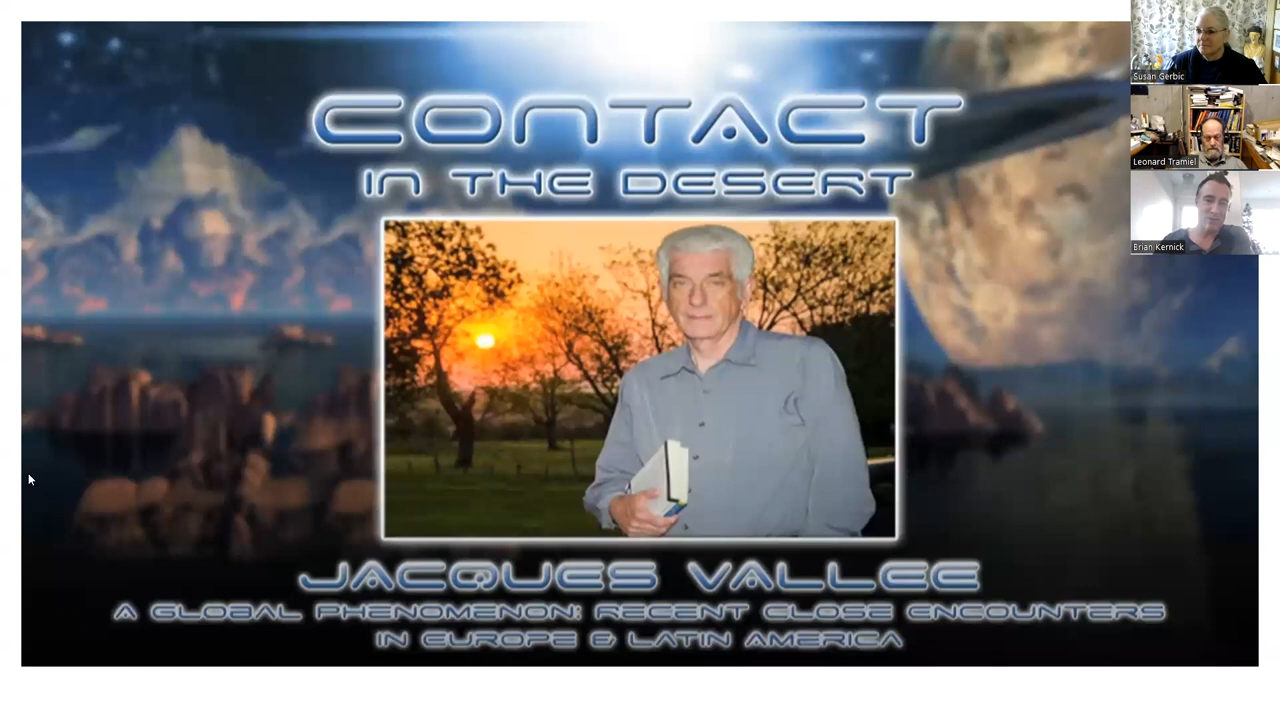 CONTACT
IN THE DESERT
JACQUES VALLEE
A GLOBAL PHENOMENON: RECENT CLOSE ENCOUNTERS
IN EUROPE & LATIN AMERICA
Susan Gerbic
Leonard Tramiel
Brian Kernick